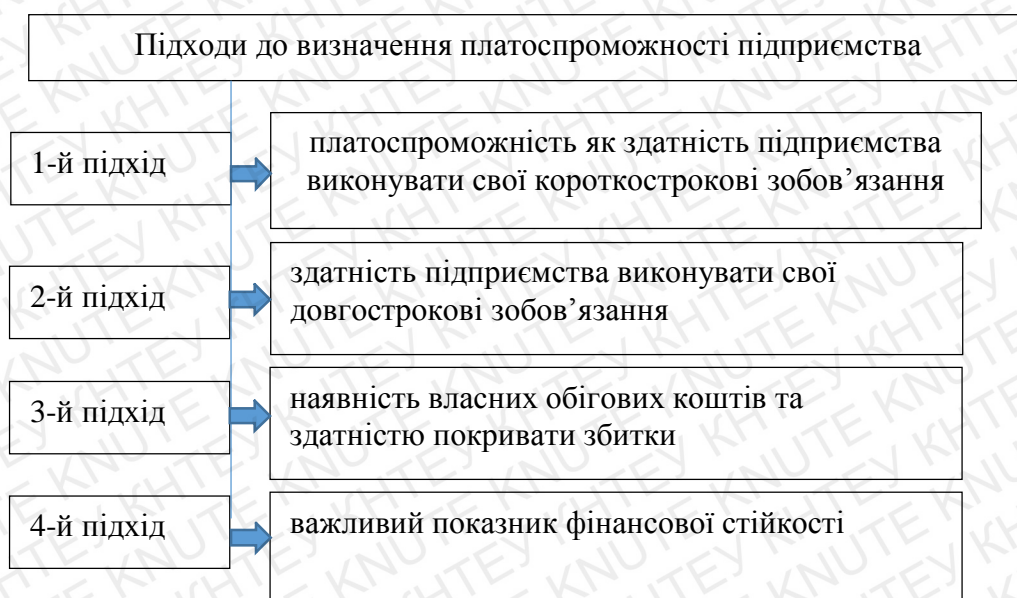 Підходи до визначення платоспроможності підприємства
1-й підхід
платоспроможність як здатність підприємства
виконувати свої короткострокові зобов’язання
2-й підхід
здатність підприємства виконувати свої
довгострокові зобов’язання
3-й підхід
наявність власних обігових коштів та
здатністю покривати збитки
4-й підхід
важливий показник фінансової стійкості